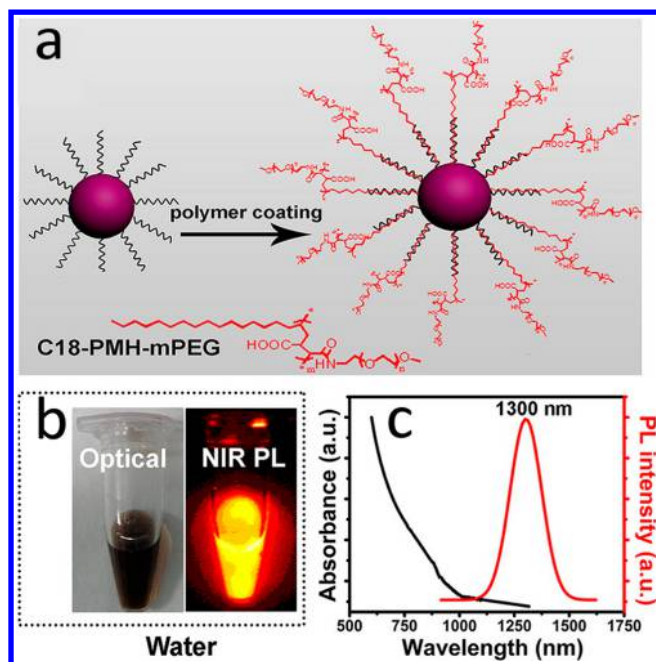 a
polymer coating
C18-PMH-mPEG
HOOC
b
Optical
NIR PL
Water
c
1300 nm
Absorbance (a.u.)
PL intensity (a.u.)
500 750 1000 1250 1500 1750
Wavelength (nm)